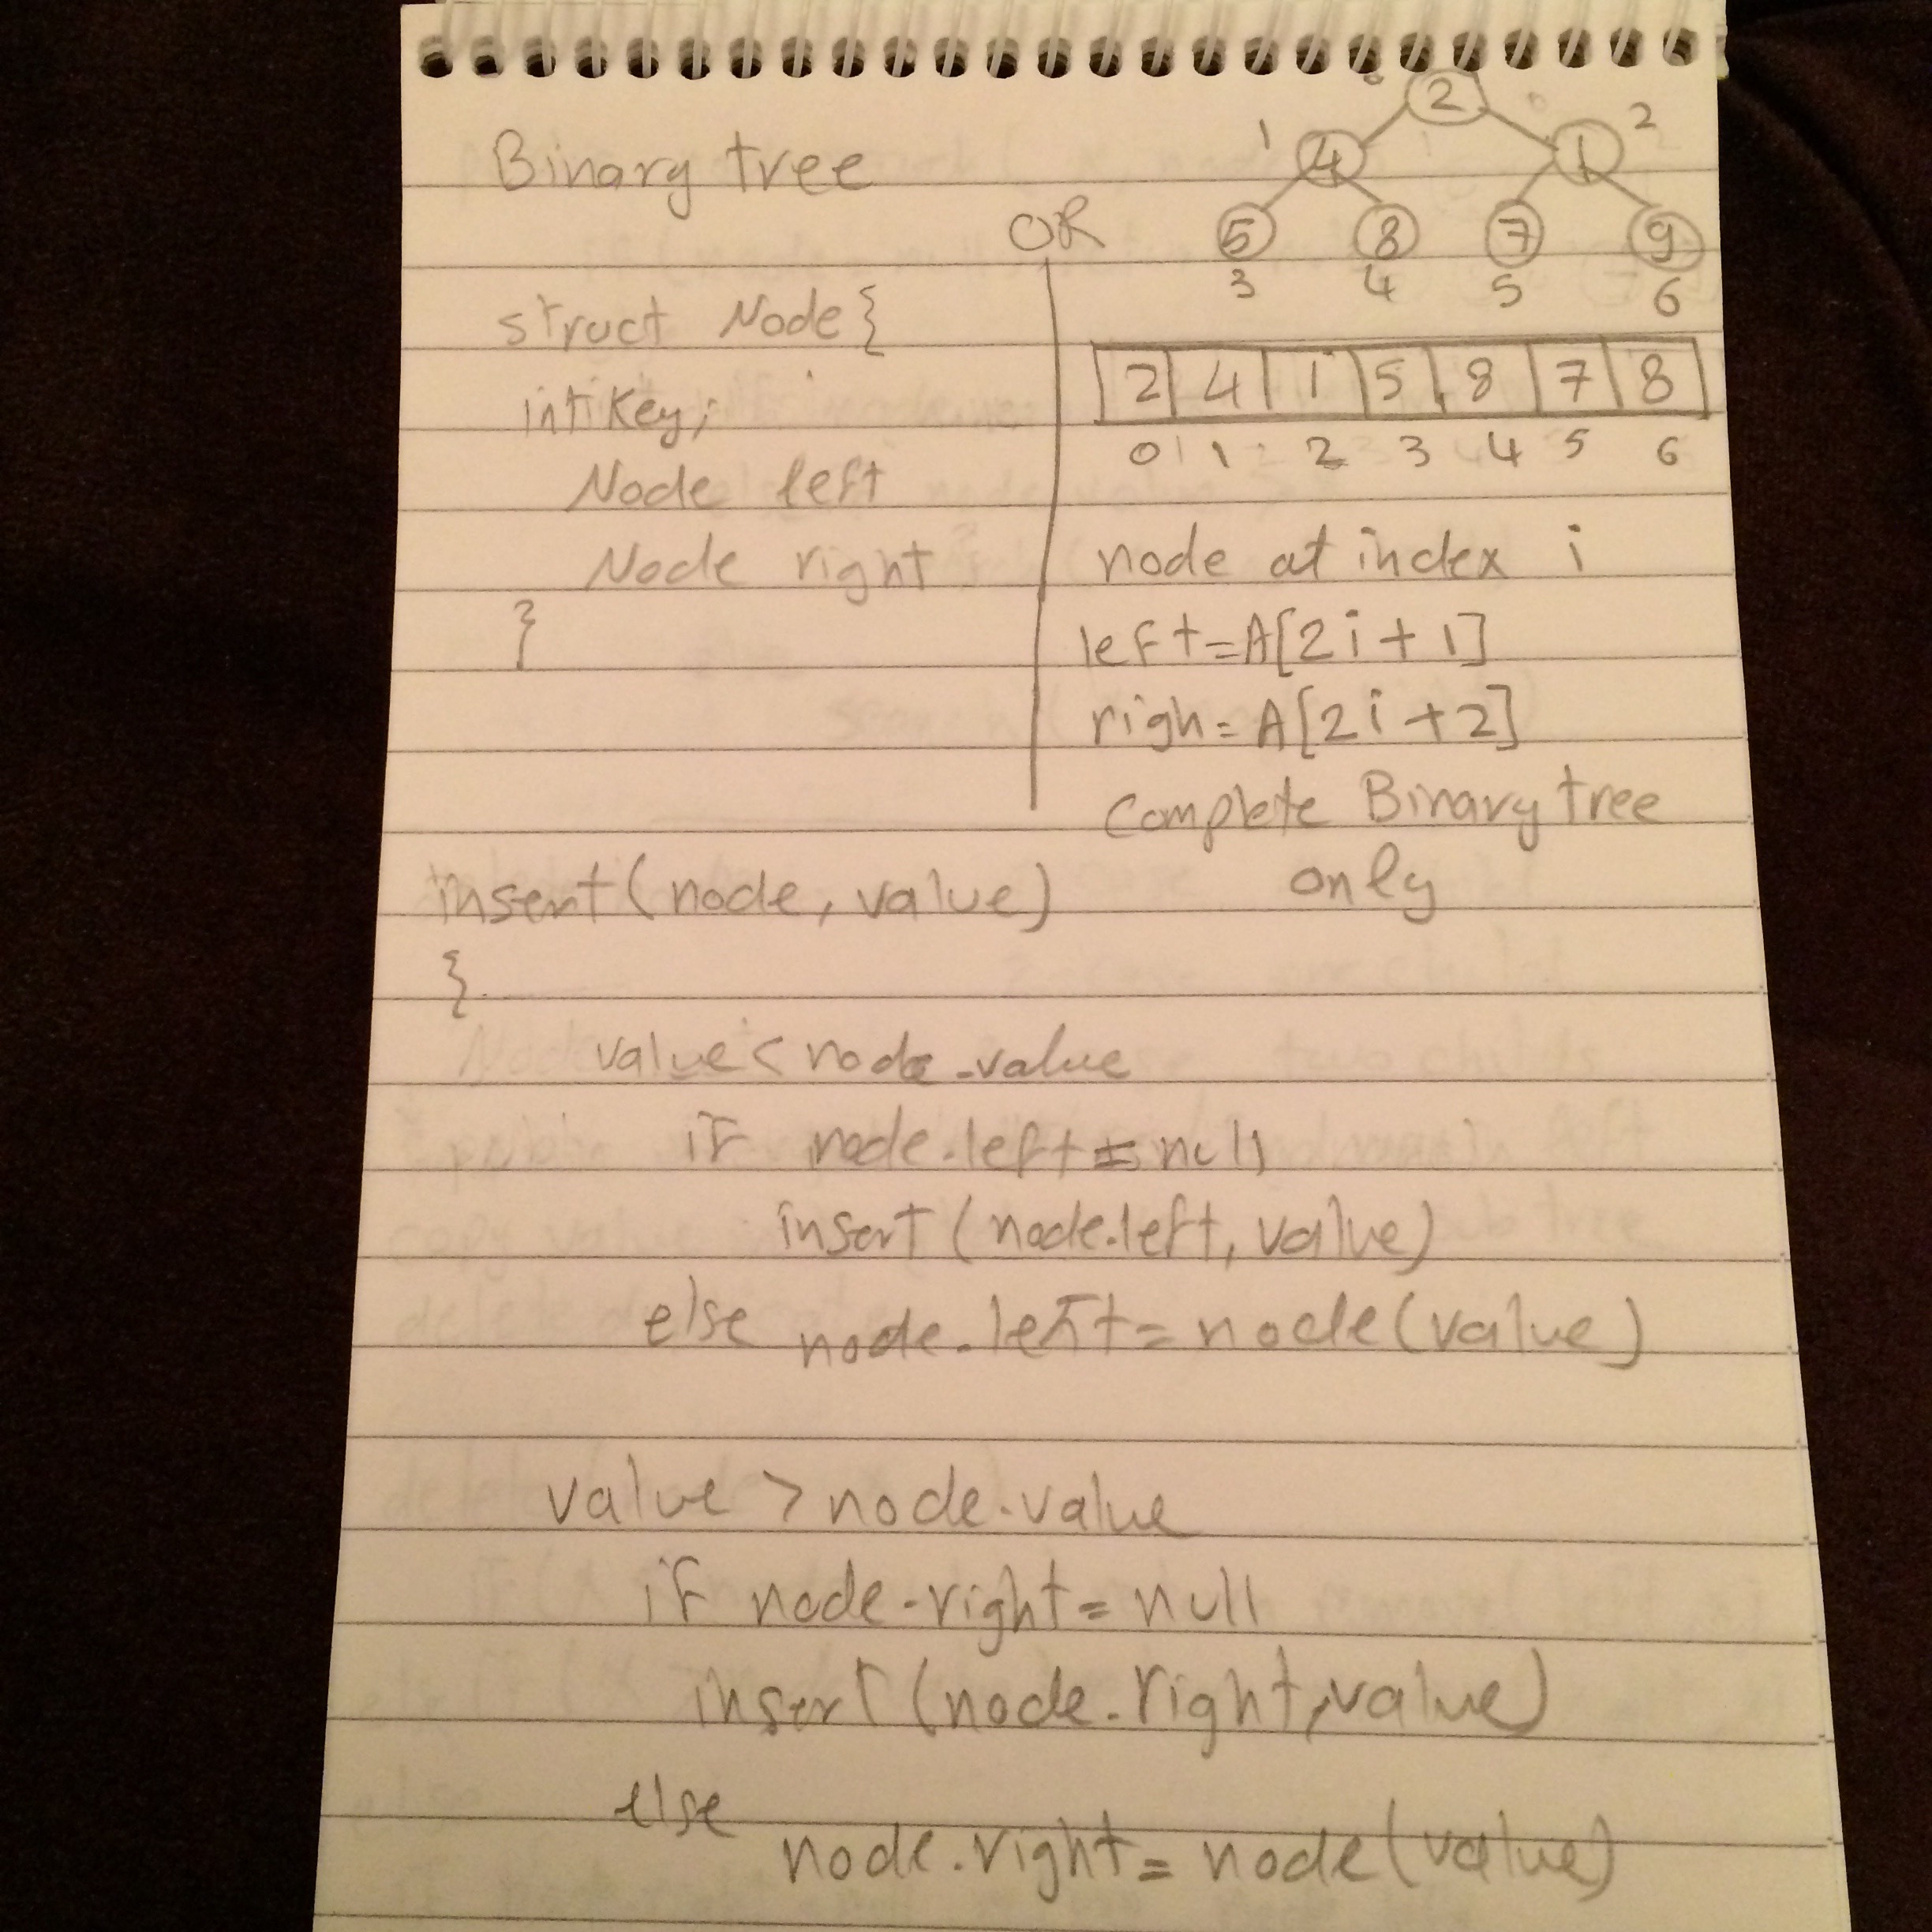 Binary tree
struct Node{
int Key;
Node left
Node right
}
OR
0 2
1 4 1 2
5 8 7 9
3 4 5 6
2 4 1 5 8 7 8
0 1 2 3 4 5 6
node at index i
left=A[2i+1]
righ=A[2i+2]
Complete Binary tree
only
insert(node, value)
{
value < node.value
if node.left = null
insert(node.left, value)
else node.left = node(value)
value > node.value
if node.right = null
insert(node.right, value)
else
node.right = node(value)